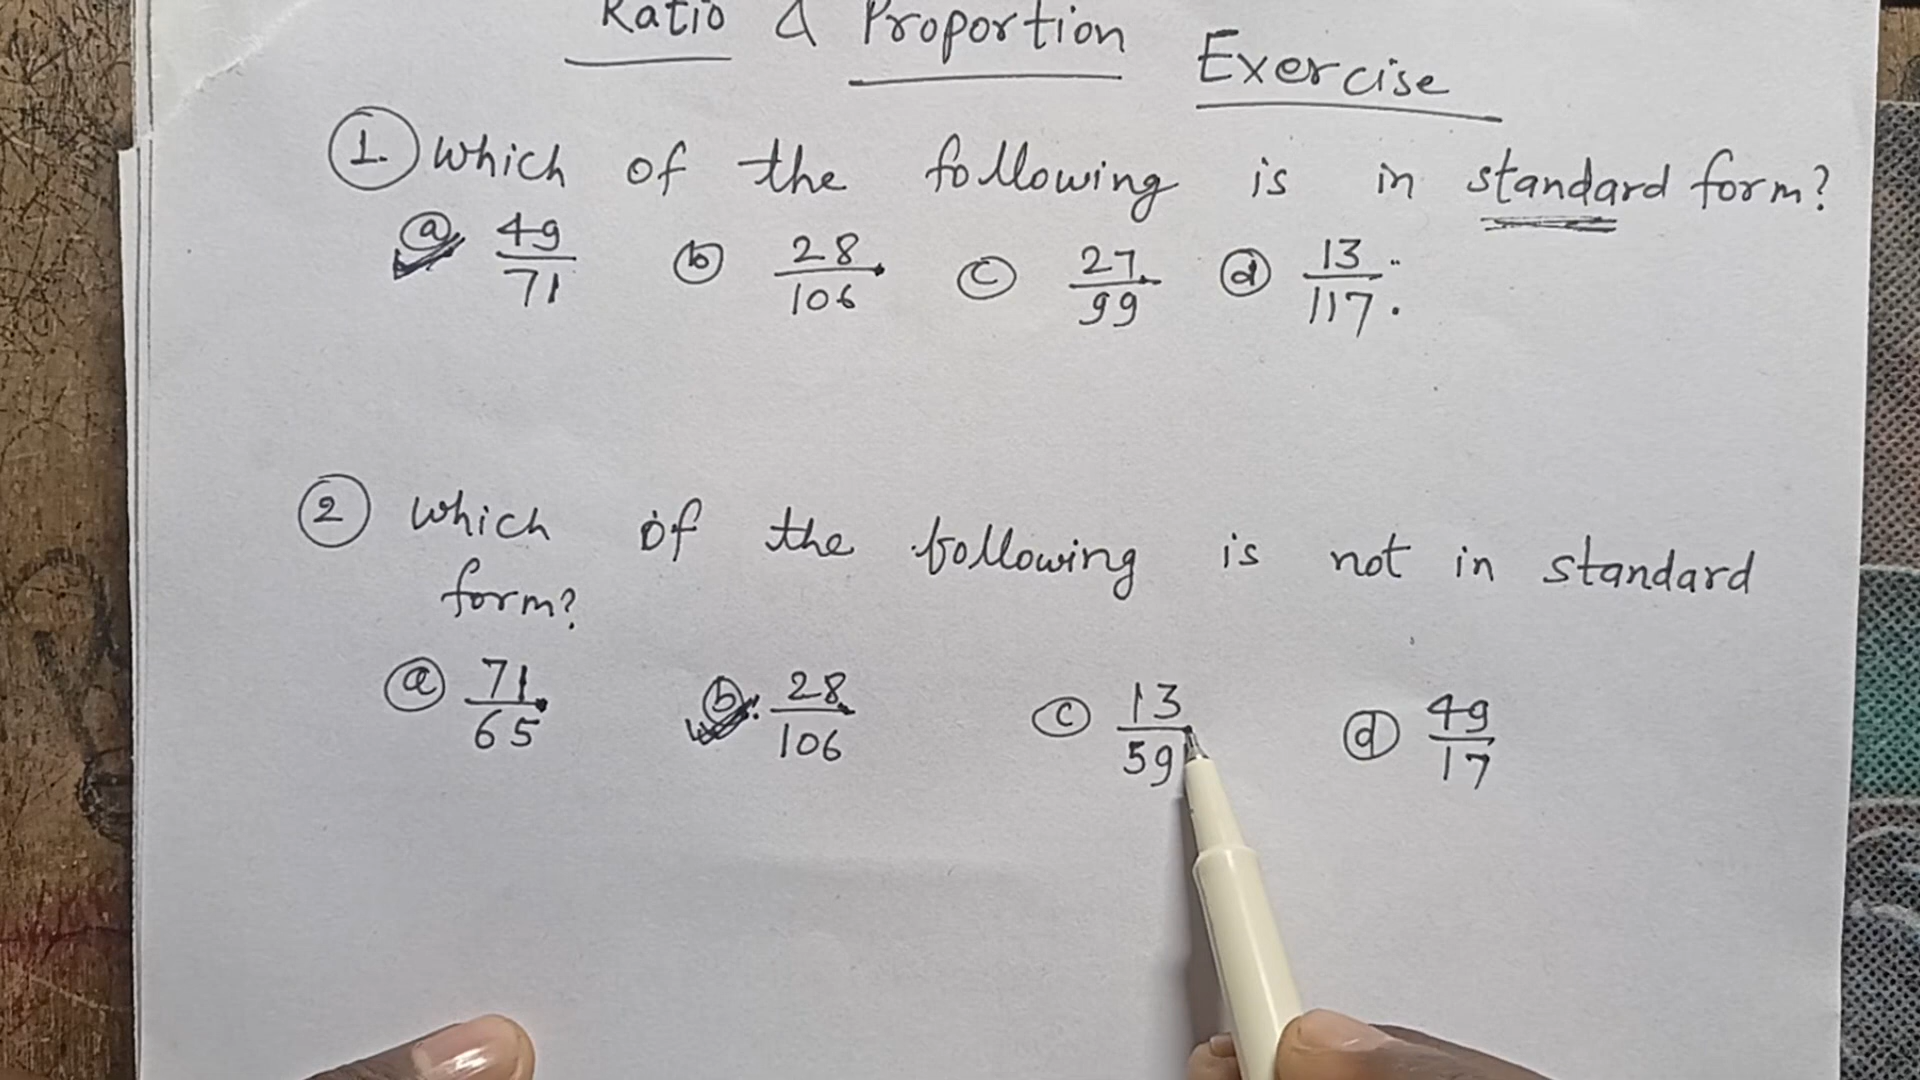 Ratio & Proportion Exercise
1. Which of the following is in standard form?
a 49/71 b 28/106 c 27/99 d 13/117
2 Which of the following is not in standard
form?
a 71/65 b 28/106 c 13/59 d 49/17